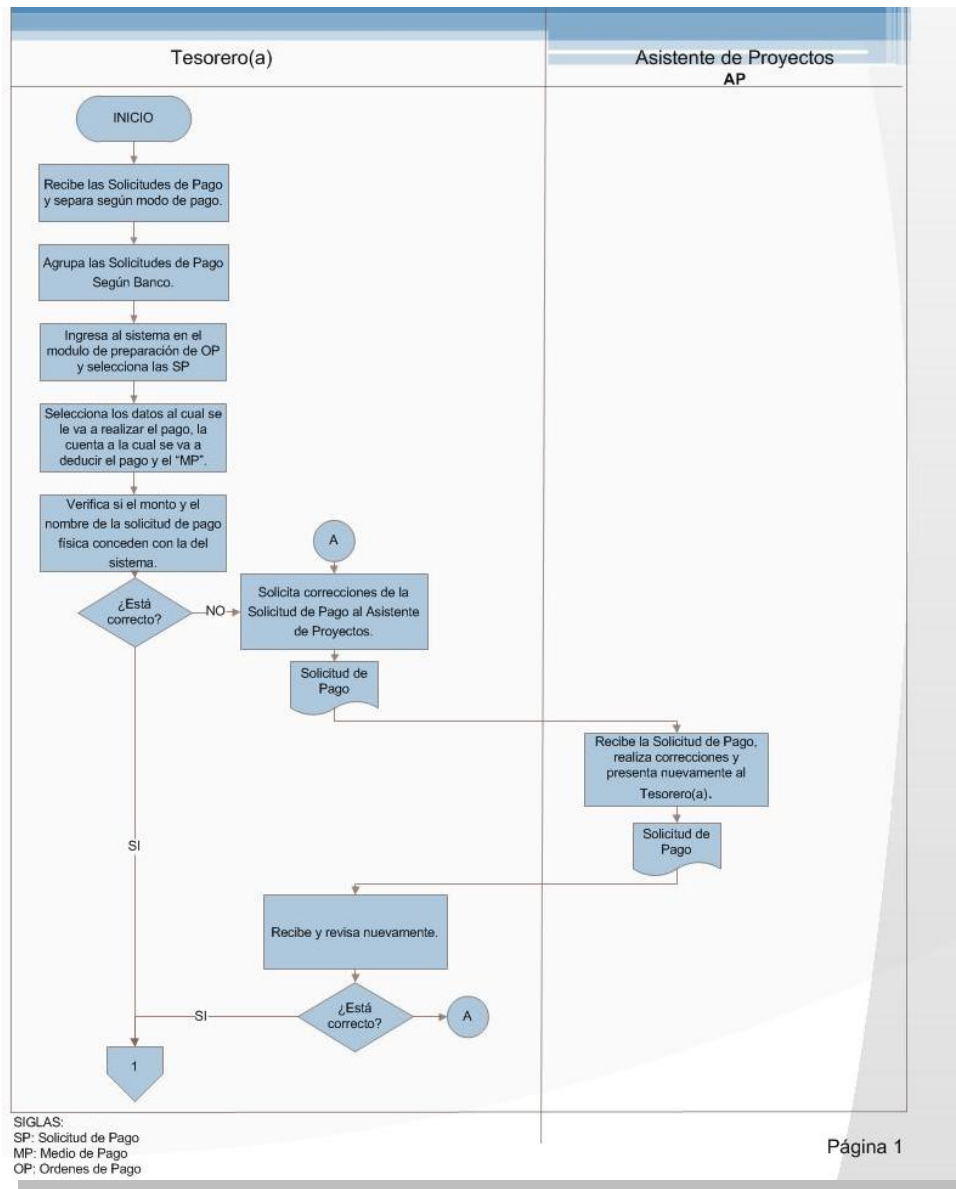 Tesorero(a)
Asistente de Proyectos
AP
INICIO
Recibe las Solicitudes de Pago
y separa según modo de pago.
Agrupa las Solicitudes de Pago
Según Banco.
Ingresa al sistema en el
modulo de preparación de OP
y selecciona las SP
Selecciona los datos al cual se
le va a realizar el pago, la
cuenta a la cual se va a
deducir el pago y el “MP”.
Verifica si el monto y el
nombre de la solicitud de pago
física conceden con la del
sistema.
¿Está
correcto?
NO
A
Solicita correcciones de la
Solicitud de Pago al Asistente
de Proyectos.
Solicitud de
Pago
Recibe la Solicitud de Pago,
realiza correcciones y
presenta nuevamente al
Tesorero(a).
Solicitud de
Pago
SI
Recibe y revisa nuevamente.
¿Está
correcto?
SI
A
1
SIGLAS:
SP: Solicitud de Pago
MP: Medio de Pago
OP: Ordenes de Pago
Página 1